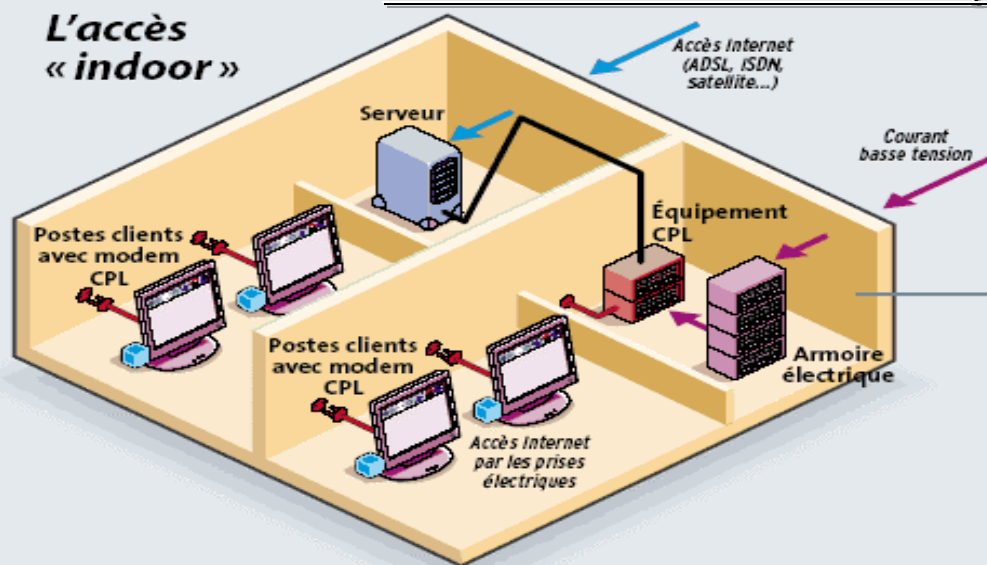 L'accès
« indoor »
Accès Internet
(ADSL, ISDN,
satellite...)
Serveur
Courant
basse tension
Équipement
CPL
Postes clients
avec modem
CPL
Postes clients
avec modem
CPL
Armoire
électrique
Accès Internet
par les prises
électriques